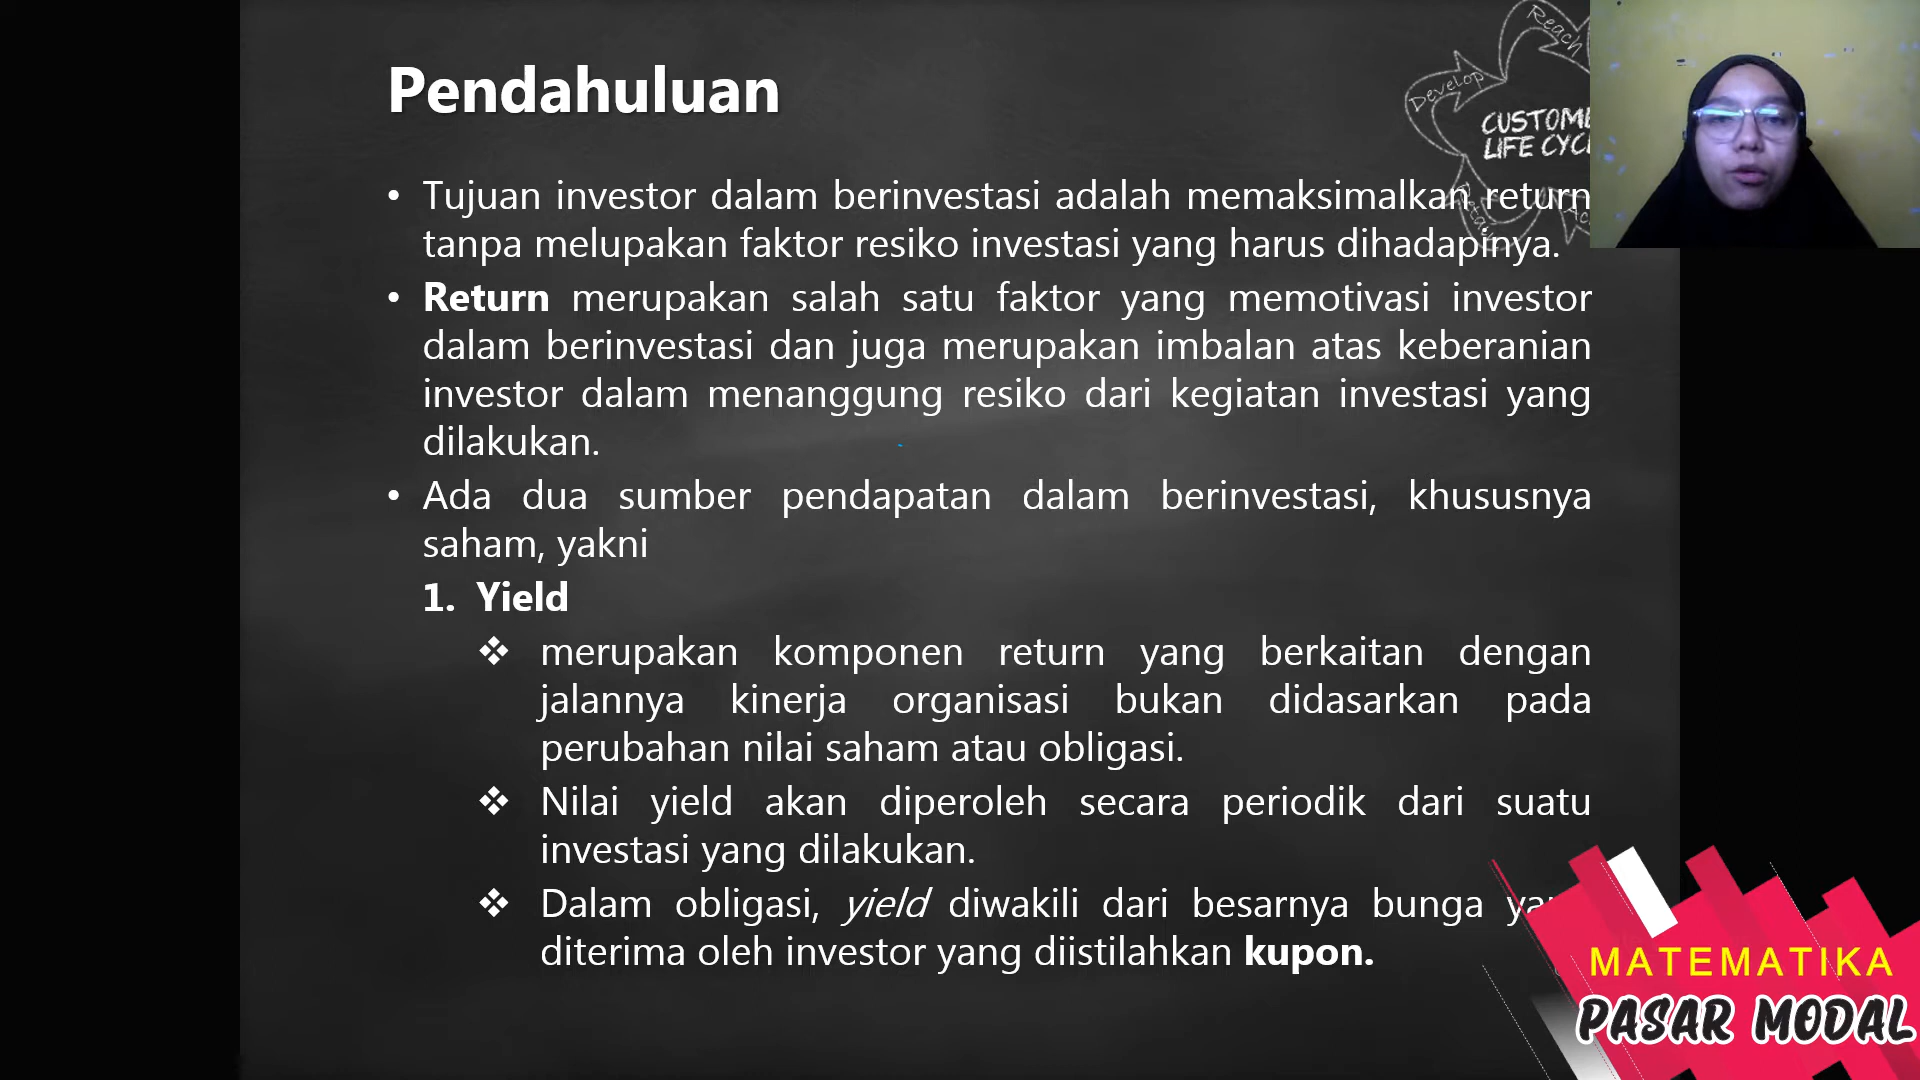 Pendahuluan
Reach
Develop
CUSTOME
LIFE CYCL
• Tujuan investor dalam berinvestasi adalah memaksimalkan return
tanpa melupakan faktor resiko investasi yang harus dihadapinya.
• Return merupakan salah satu faktor yang memotivasi investor
dalam berinvestasi dan juga merupakan imbalan atas keberanian
investor dalam menanggung resiko dari kegiatan investasi yang
dilakukan.
• Ada dua sumber pendapatan dalam berinvestasi, khususnya
saham, yakni
1. Yield
❖ merupakan komponen return yang berkaitan dengan
jalannya kinerja organisasi bukan didasarkan pada
perubahan nilai saham atau obligasi.
❖ Nilai yield akan diperoleh secara periodik dari suatu
investasi yang dilakukan.
❖ Dalam obligasi, yield diwakili dari besarnya bunga
diterima oleh investor yang diistilahkan kupon.
MATEMATIKA
PASAR MODAL